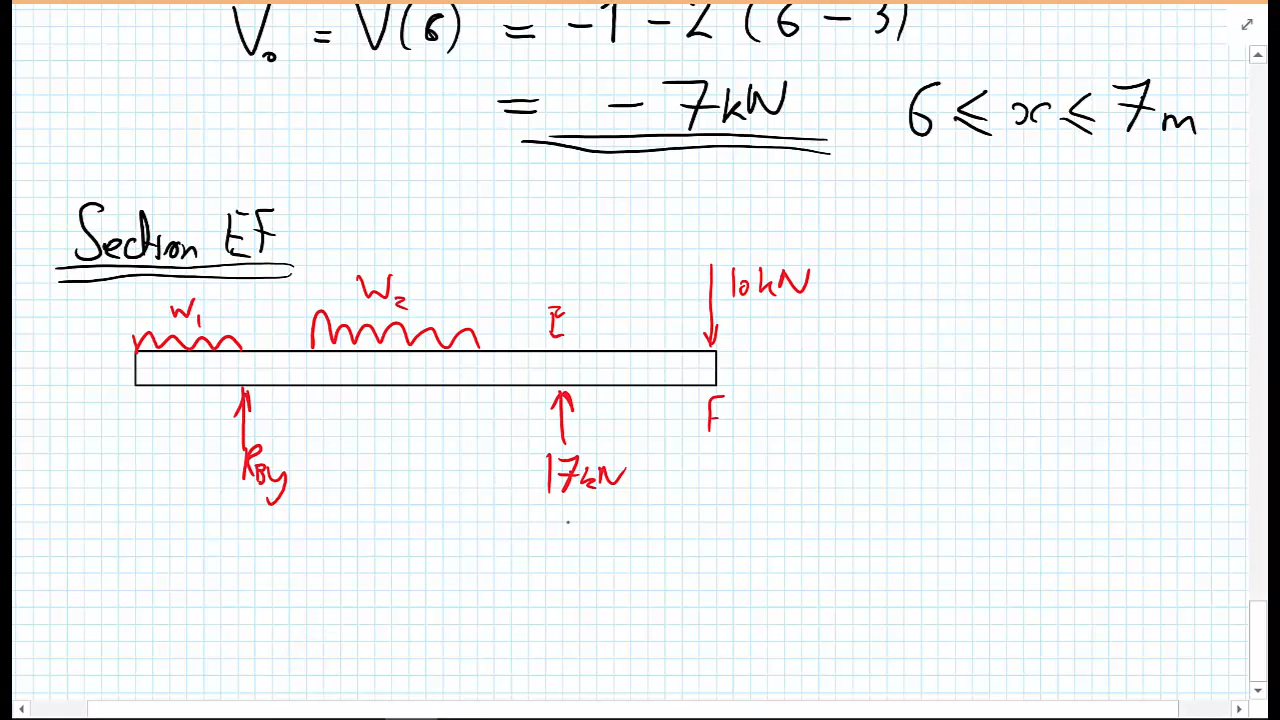 V₀ = V(6) = -1 - 2 (6 - 3)
= - 7kN 6 ≤ x ≤ 7m
Section EF
W₁ W₂ E 10kN
F
R_By 17kN